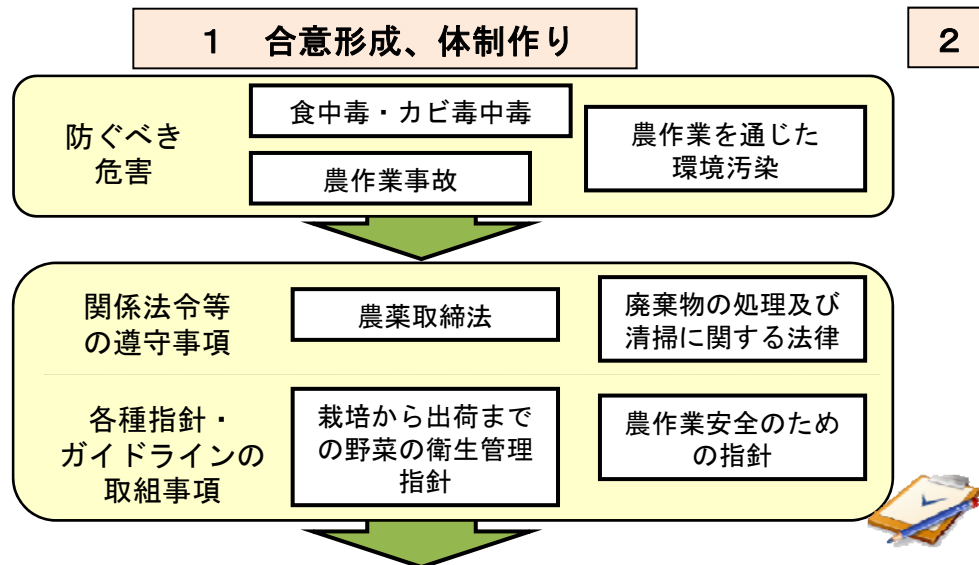 1 合意形成、体制作り
2
防ぐべき
危害
食中毒・カビ毒中毒
農作業事故
農作業を通じた
環境汚染
関係法令等
の遵守事項
農薬取締法
廃棄物の処理及び
清掃に関する法律
各種指針・
ガイドラインの
取組事項
栽培から出荷まで
の野菜の衛生管理
指針
農作業安全のため
の指針